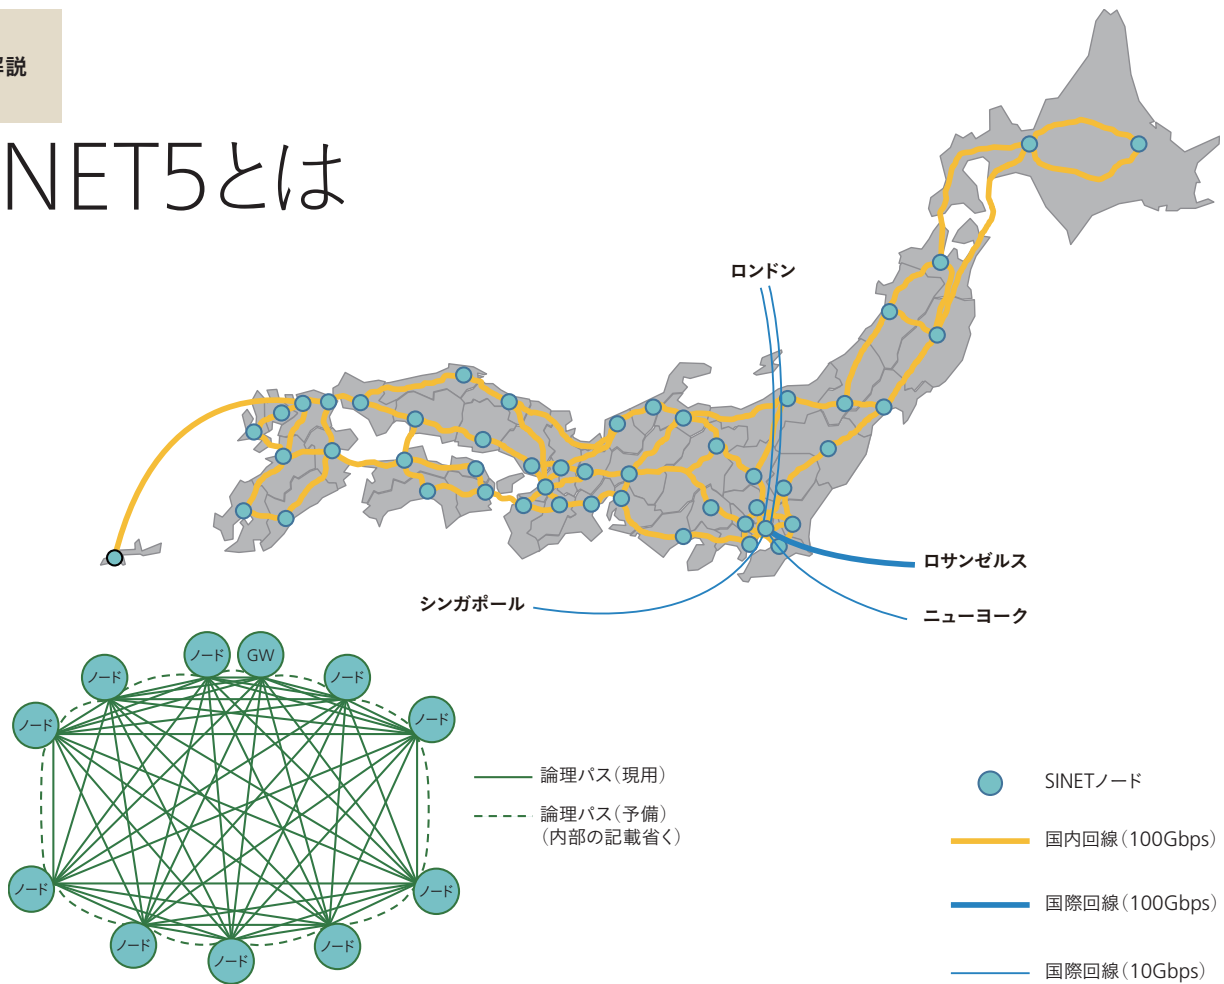 解説
NET5とは
ロンドン
ロサンゼルス
シンガポール
ニューヨーク
ノード
GW
ノード
ノード
ノード
ノード
ノード
ノード
ノード
ノード
ノード
論理パス（現用）
論理パス（予備）
（内部の記載省く）
SINETノード
国内回線（100Gbps）
国際回線（100Gbps）
国際回線（10Gbps）